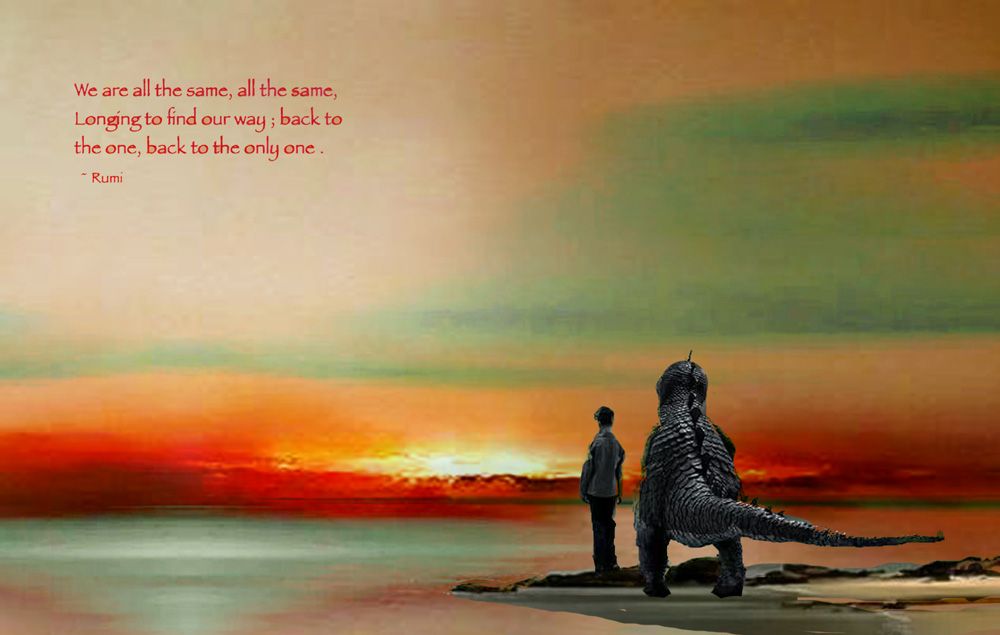 We are all the same, all the same,
Longing to find our way ; back to
the one, back to the only one .
~ Rumi